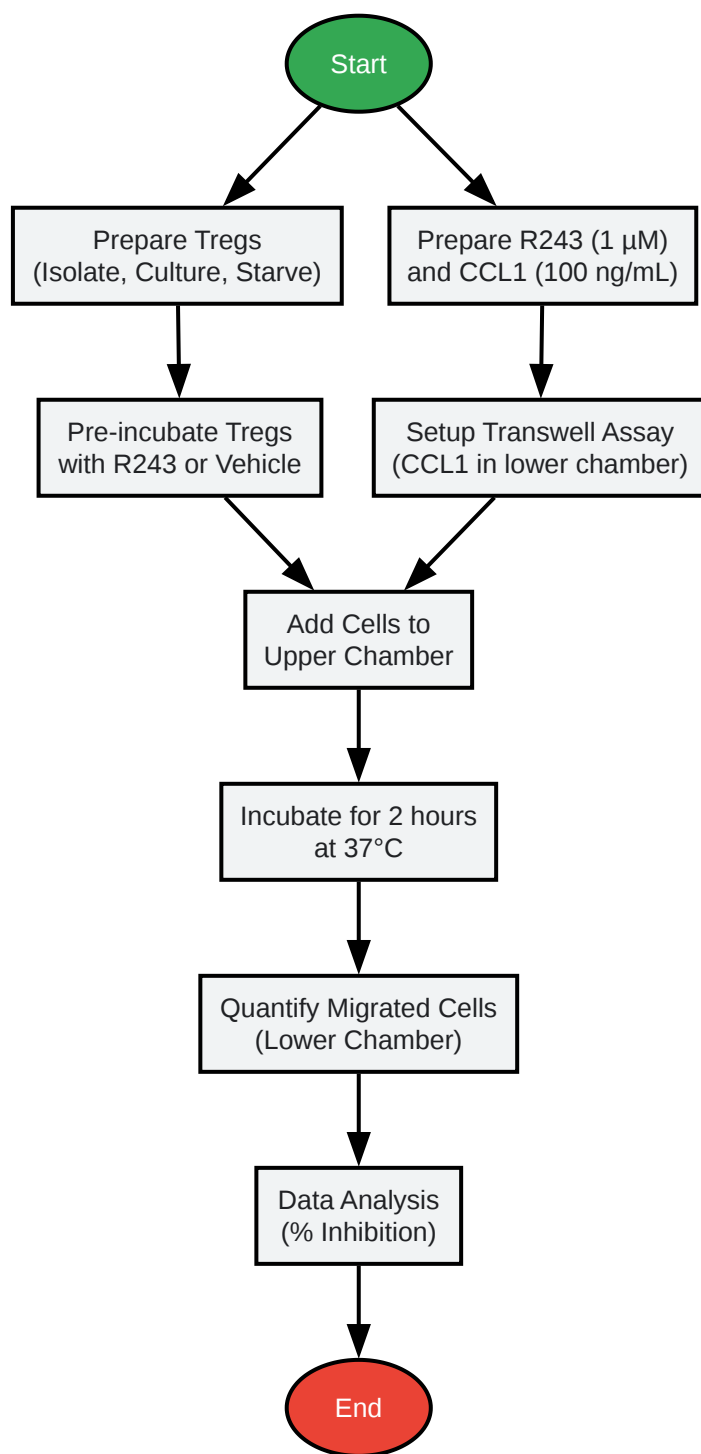 Start
Prepare Tregs
(Isolate, Culture, Starve)
Prepare R243 (1 µM)
and CCL1 (100 ng/mL)
Pre-incubate Tregs
with R243 or Vehicle
Setup Transwell Assay
(CCL1 in lower chamber)
Add Cells to
Upper Chamber
Incubate for 2 hours
at 37°C
Quantify Migrated Cells
(Lower Chamber)
Data Analysis
(% Inhibition)
End